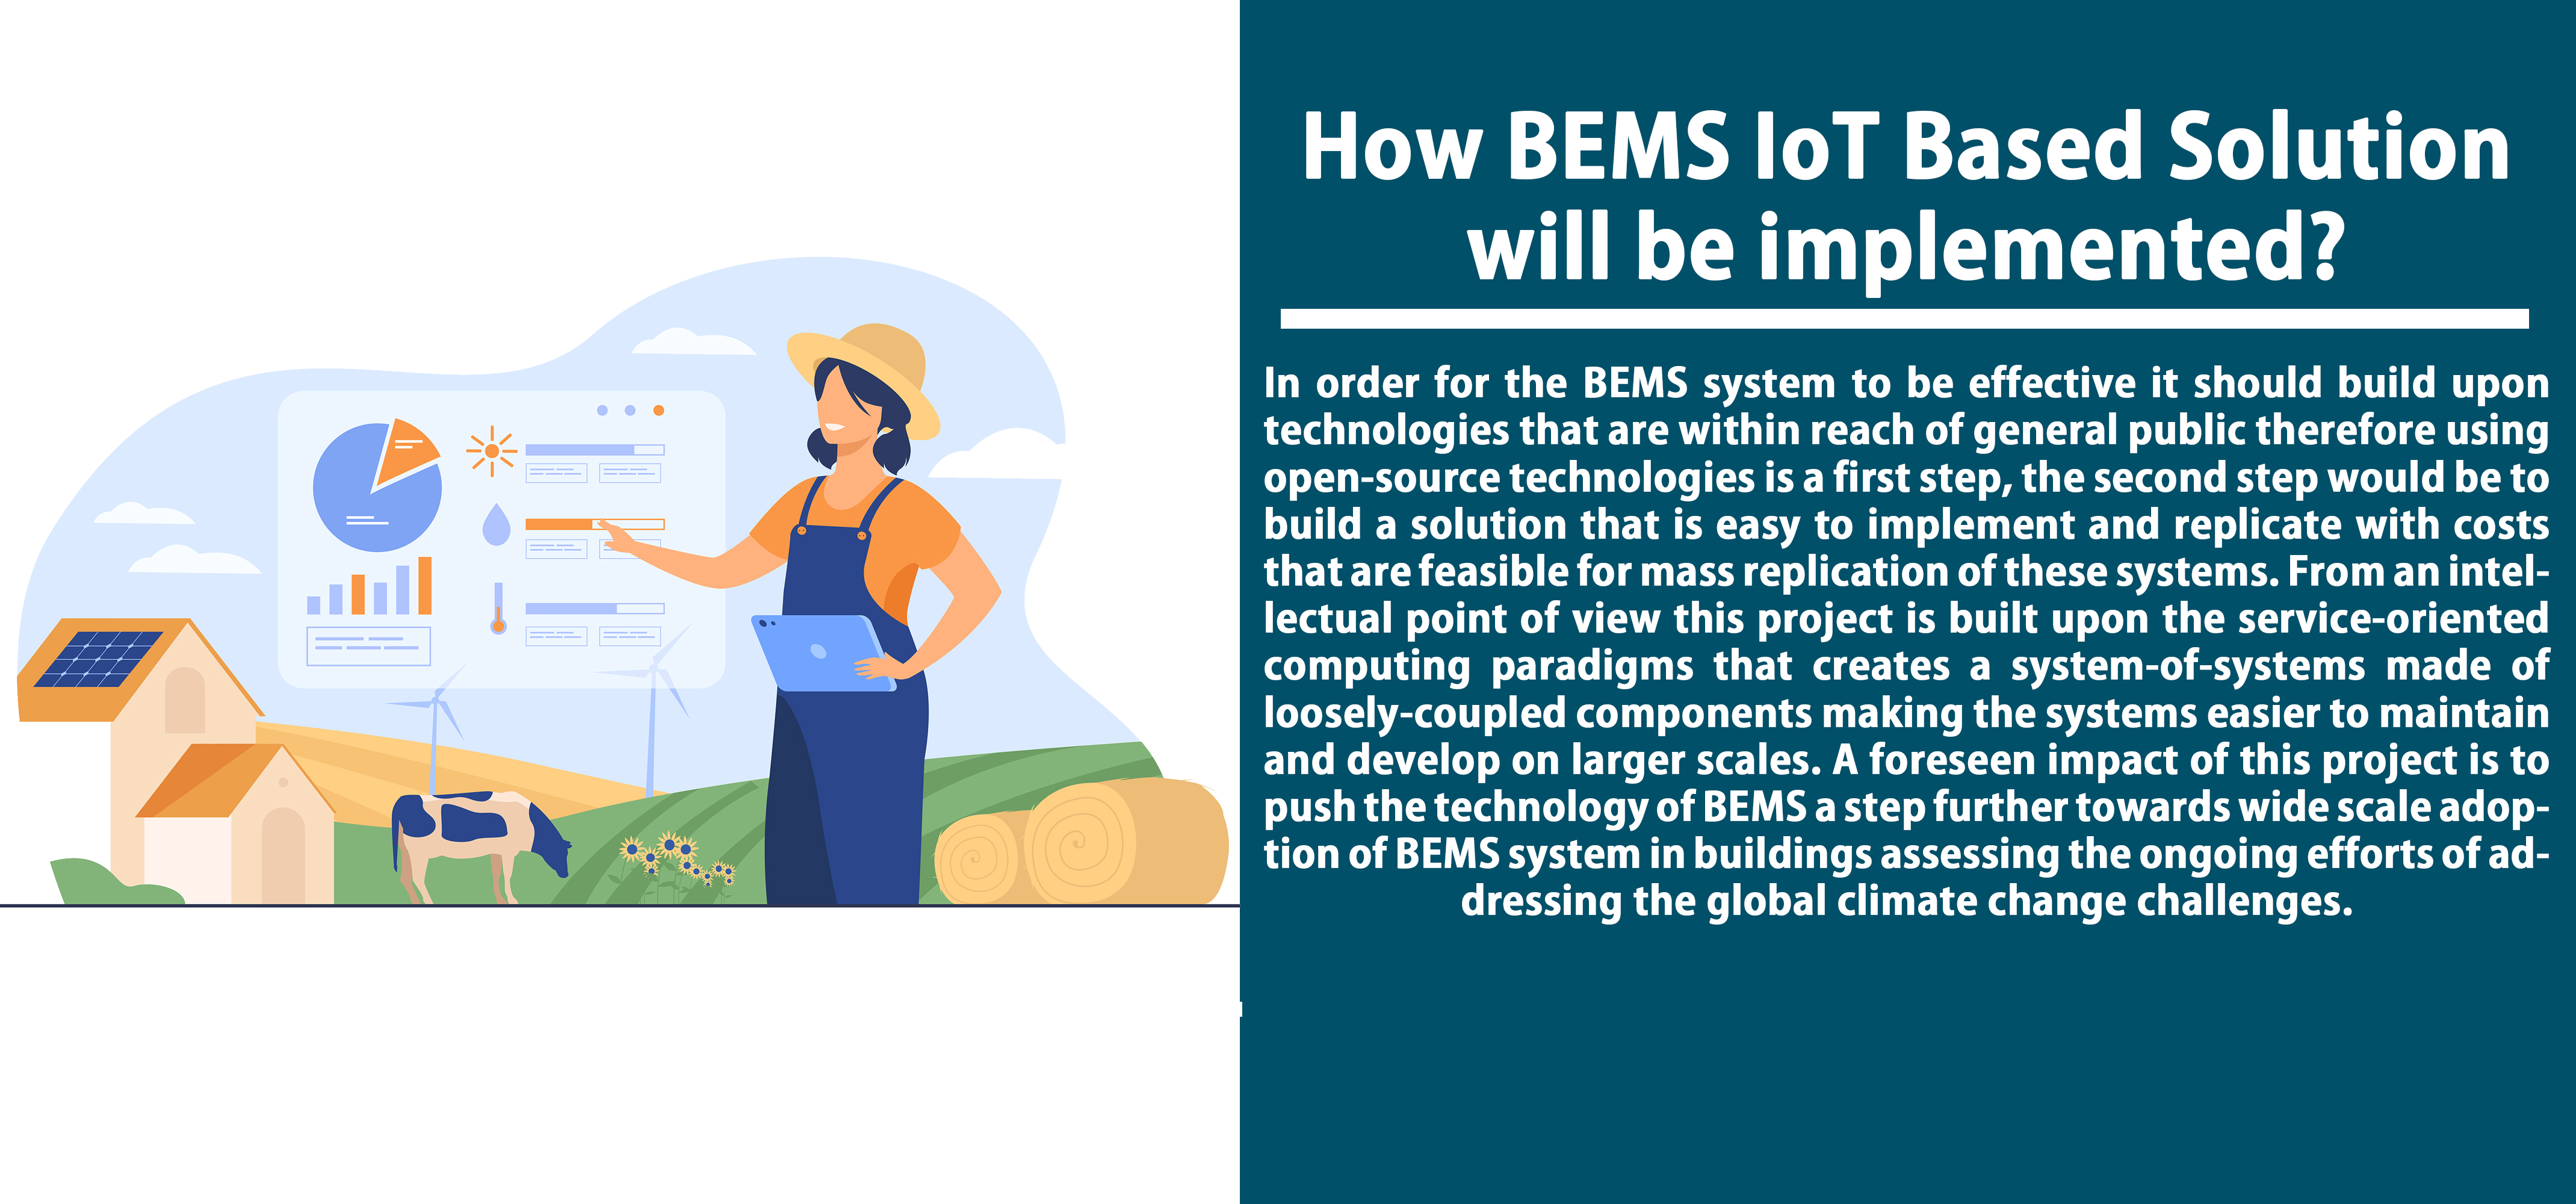 How BEMS IoT Based Solution
will be implemented?
In order for the BEMS system to be effective it should build upon
technologies that are within reach of general public therefore using
open-source technologies is a first step, the second step would be to
build a solution that is easy to implement and replicate with costs
that are feasible for mass replication of these systems. From an intel-
lectual point of view this project is built upon the service-oriented
computing paradigms that creates a system-of-systems made of
loosely-coupled components making the systems easier to maintain
and develop on larger scales. A foreseen impact of this project is to
push the technology of BEMS a step further towards wide scale adop-
tion of BEMS system in buildings assessing the ongoing efforts of ad-
dressing the global climate change challenges.